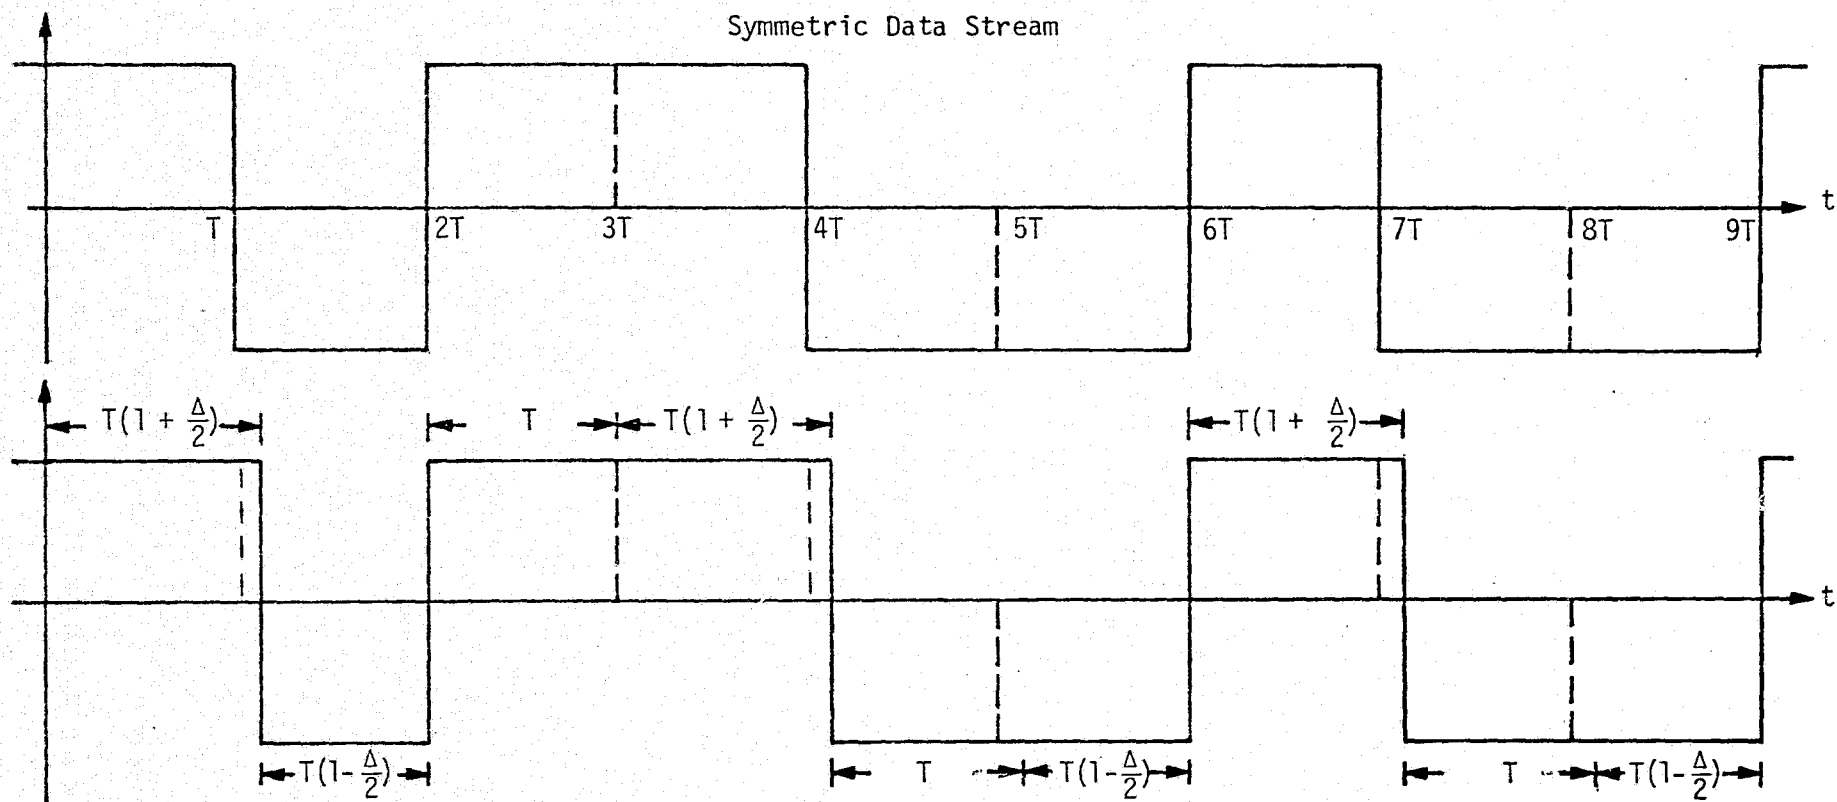 Symmetric Data Stream
t
T 2T 3T 4T 5T 6T 7T 8T 9T
T(1 + Δ/2) T T(1 + Δ/2) T(1 + Δ/2)
t
T(1-Δ/2) T T(1-Δ/2) T T(1-Δ/2)